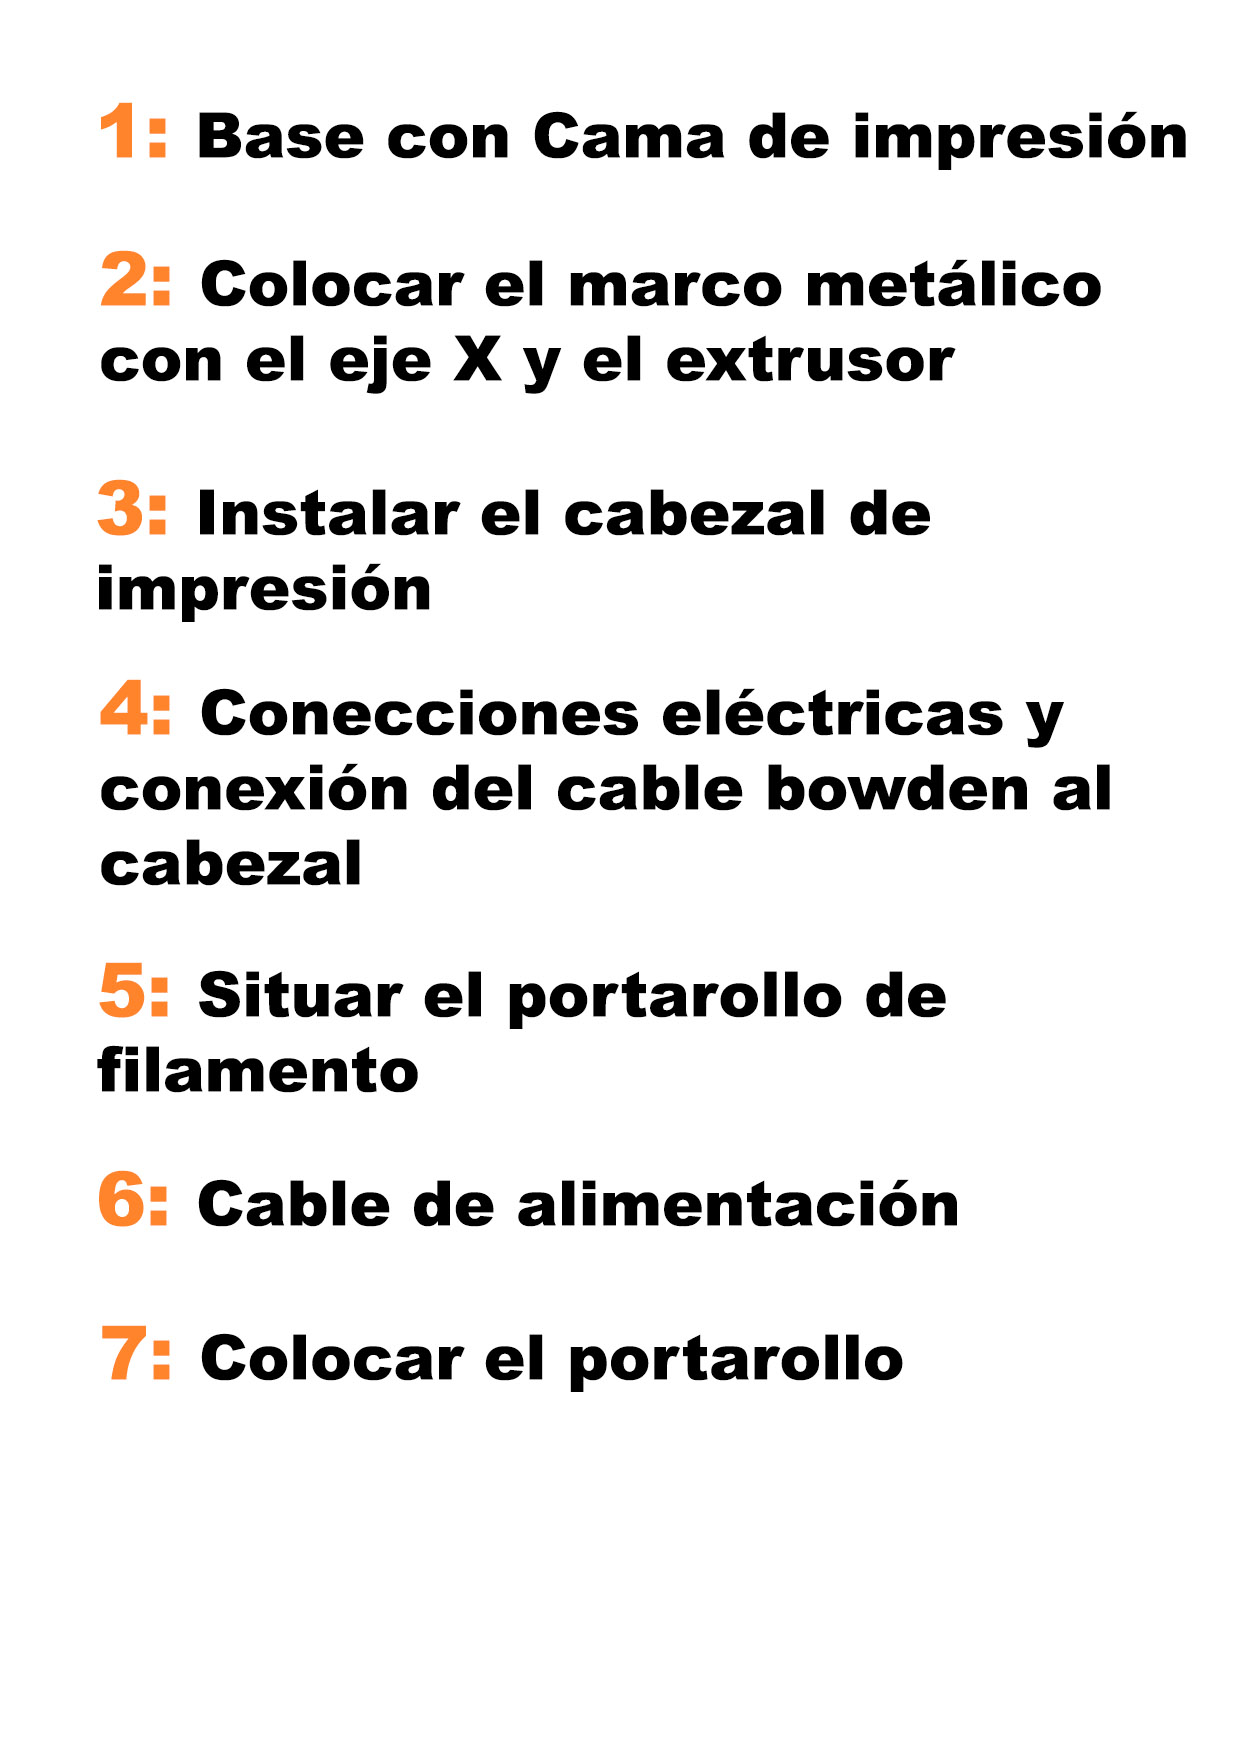 1: Base con Cama de impresión
2: Colocar el marco metálico
con el eje X y el extrusor
3: Instalar el cabezal de
impresión
4: Conecciones eléctricas y
conexión del cable bowden al
cabezal
5: Situar el portarollo de
filamento
6: Cable de alimentación
7: Colocar el portarollo